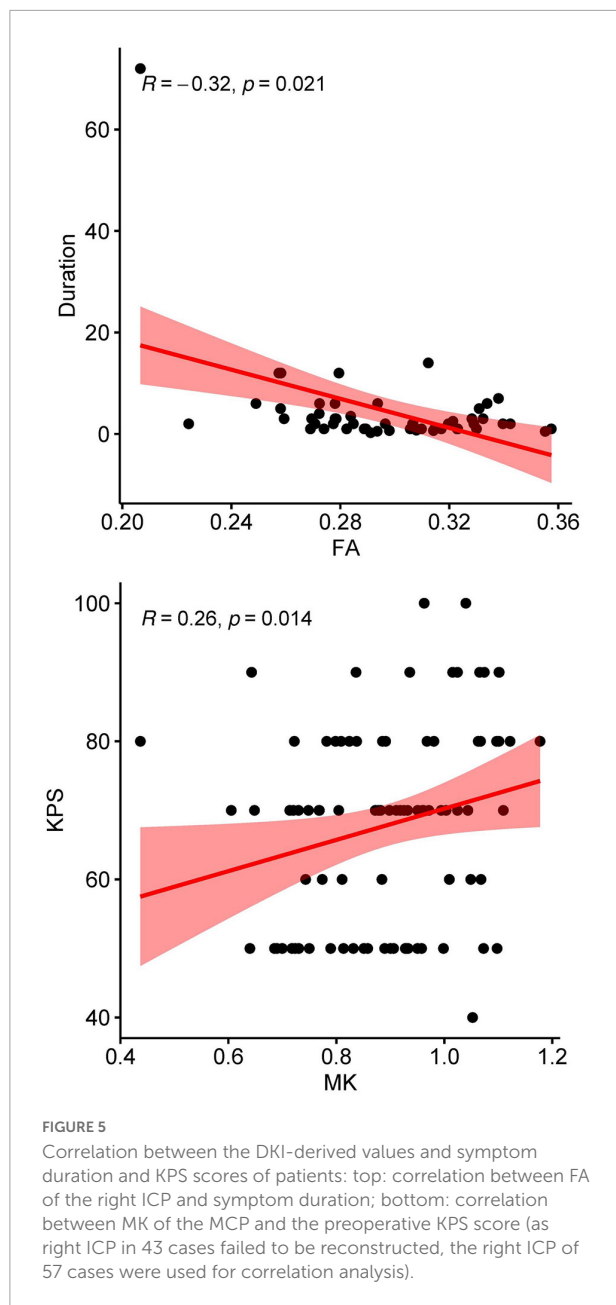 R = −0.32, p = 0.021
60
40
20
0
Duration
0.20 0.24 0.28 0.32 0.36
FA
R = 0.26, p = 0.014
100
80
60
40
KPS
0.4 0.6 0.8 1.0 1.2
MK
FIGURE 5
Correlation between the DKI-derived values and symptom
duration and KPS scores of patients: top: correlation between FA
of the right ICP and symptom duration; bottom: correlation
between MK of the MCP and the preoperative KPS score (as
right ICP in 43 cases failed to be reconstructed, the right ICP of
57 cases were used for correlation analysis).